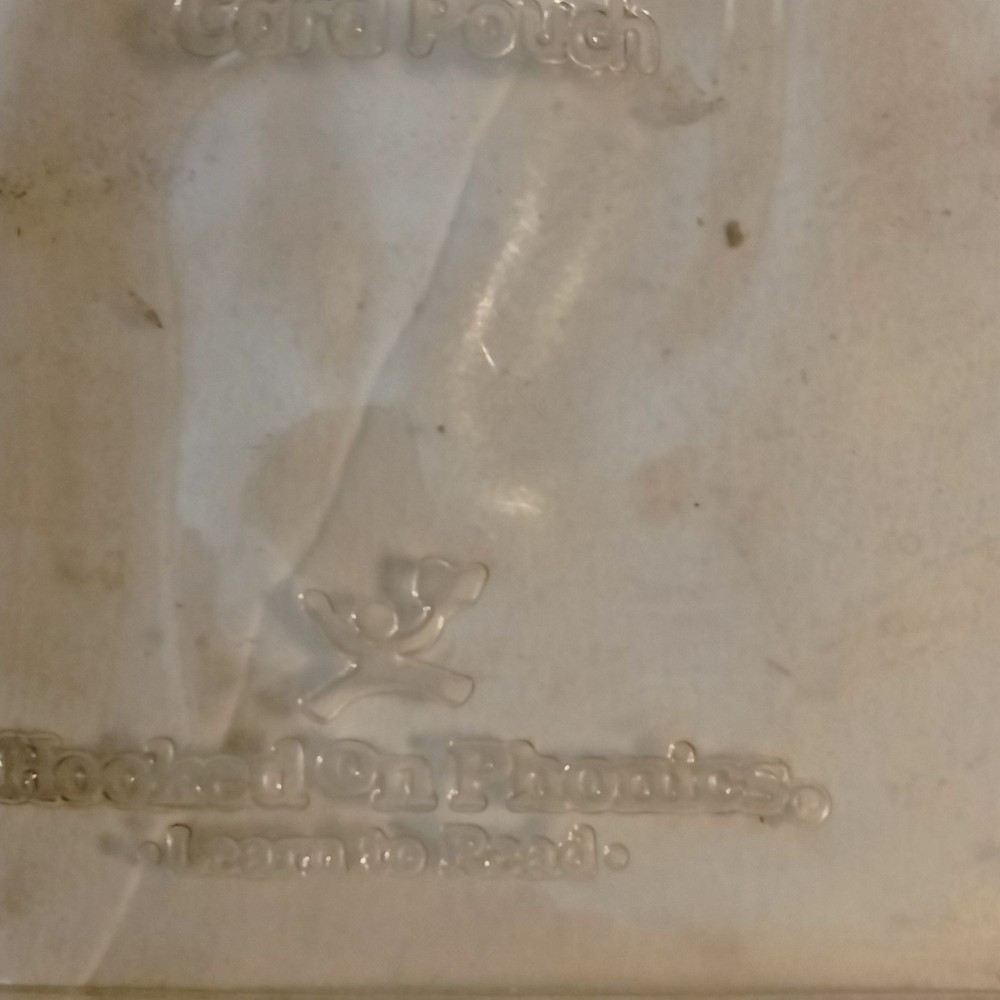 Card Pouch
Hooked On Phonics®
• Learn to Read •